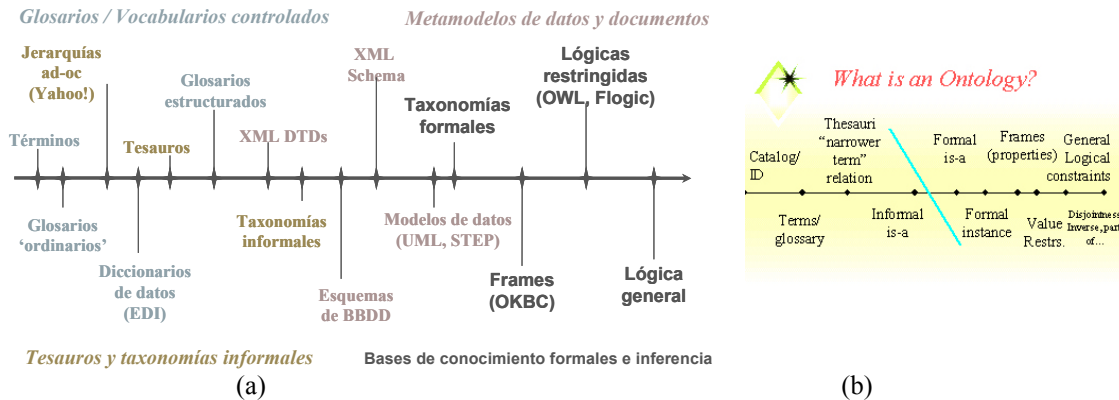 Glosarios / Vocabularios controlados
Metamodelos de datos y documentos
Jerarquías
ad-oc
(Yahoo!)
Glosarios
estructurados
XML
Schema
Lógicas
restringidas
(OWL, Flogic)
Taxonomías
formales
Términos
Tesauros
XML DTDs
Glosarios
‘ordinarios’
Taxonomías
informales
Modelos de datos
(UML, STEP)
Diccionarios
de datos
(EDI)
Esquemas
de BBDD
Frames
(OKBC)
Lógica
general
Tesauros y taxonomías informales
Bases de conocimiento formales e inferencia
(a)
What is an Ontology?
Catalog/
ID
Thesauri
“narrower
term”
relation
Formal
is-a
Frames
(properties)
General
Logical
constraints
Terms/
glossary
Informal
is-a
Formal
instance
Value
Restrs.
Disjointness,
Inverse, part
of...
(b)